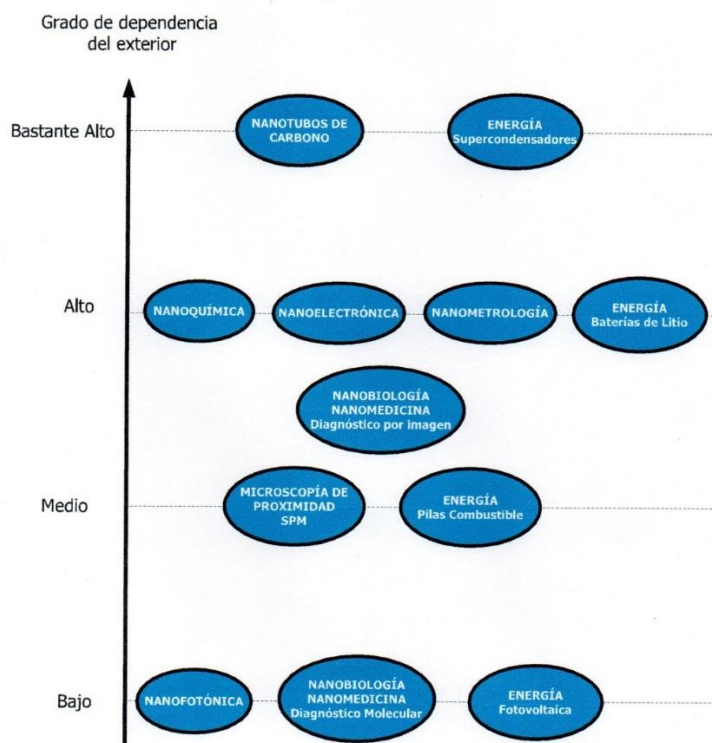 Grado de dependencia
del exterior
Bastante Alto
NANOTUBOS DE
CARBONO
ENERGÍA
Supercondensadores
Alto
NANOQUÍMICA
NANOELECTRÓNICA
NANOMETROLOGÍA
ENERGÍA
Baterías de Litio
NANOBIOLOGÍA
NANOMEDICINA
Diagnóstico por imagen
Medio
MICROSCOPÍA DE
PROXIMIDAD
SPM
ENERGÍA
Pilas Combustible
Bajo
NANOFOTÓNICA
NANOBIOLOGÍA
NANOMEDICINA
Diagnóstico Molecular
ENERGÍA
Fotovoltaíca